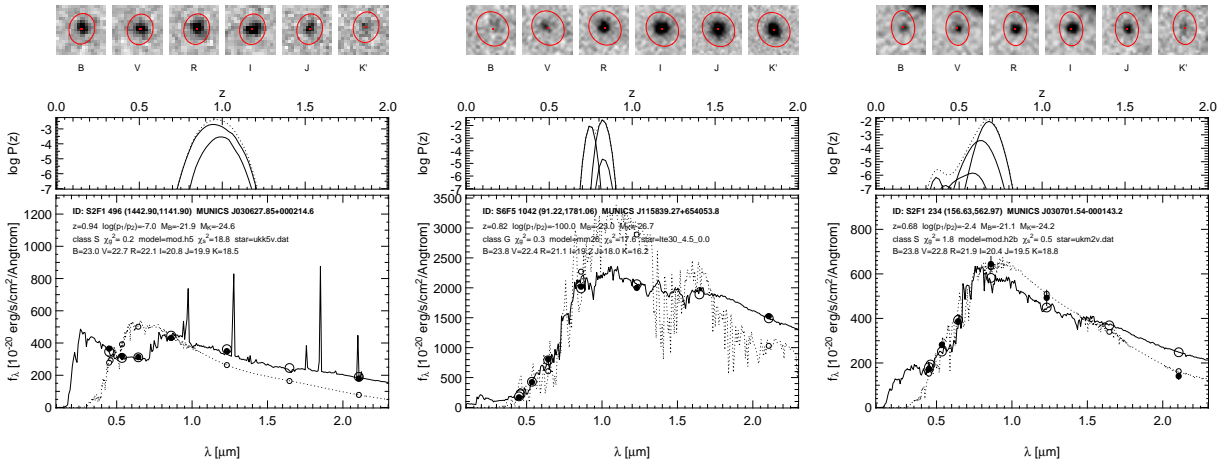 B V R I J K'
B V R I J K'
B V R I J K'
z
z
z
0.0 0.5 1.0 1.5 2.0
0.0 0.5 1.0 1.5 2.0
0.0 0.5 1.0 1.5 2.0
log P(z)
-3
-4
-5
-6
-7
log P(z)
-2
-3
-4
-5
-6
-7
log P(z)
-2
-3
-4
-5
-6
-7
ID: S2F1 496 (1442.90,1141.90) MUNICS J030627.85+000214.6
z=0.94 log(p1/p2)=-7.0 MB=-21.9 MK=-24.6
class S χg²= 0.2 model=mod.h5 χs²=18.8 star=ukk5v.dat
B=23.0 V=22.7 R=22.1 I=20.8 J=19.9 K=18.5
fλ [10⁻²⁰ erg/s/cm²/Angtrom]
1200
1000
800
600
400
200
0
0.5 1.0 1.5 2.0
λ [μm]
ID: S6F5 1042 (91.22,1781.06) MUNICS J115839.27+654053.8
z=0.82 log(p1/p2)=-100.0 MB=-23.0 MK=-26.7
class S χg²= 0.3 model=mm26 χs²=17.6 star=lte30_4.5_0.0
B=23.8 V=22.4 R=21.1 I=19.2 J=18.0 K=16.2
fλ [10⁻²⁰ erg/s/cm²/Angtrom]
3500
3000
2500
2000
1500
1000
500
0
0.5 1.0 1.5 2.0
λ [μm]
ID: S2F1 234 (156.63,562.97) MUNICS J030701.54-000143.2
z=0.68 log(p1/p2)=-2.4 MB=-21.1 MK=-24.2
class S χg²= 1.8 model=mod.h2b χs²= 0.5 star=ukm2v.dat
B=23.8 V=22.8 R=21.9 I=20.4 J=19.5 K=18.8
fλ [10⁻²⁰ erg/s/cm²/Angtrom]
800
600
400
200
0
0.5 1.0 1.5 2.0
λ [μm]